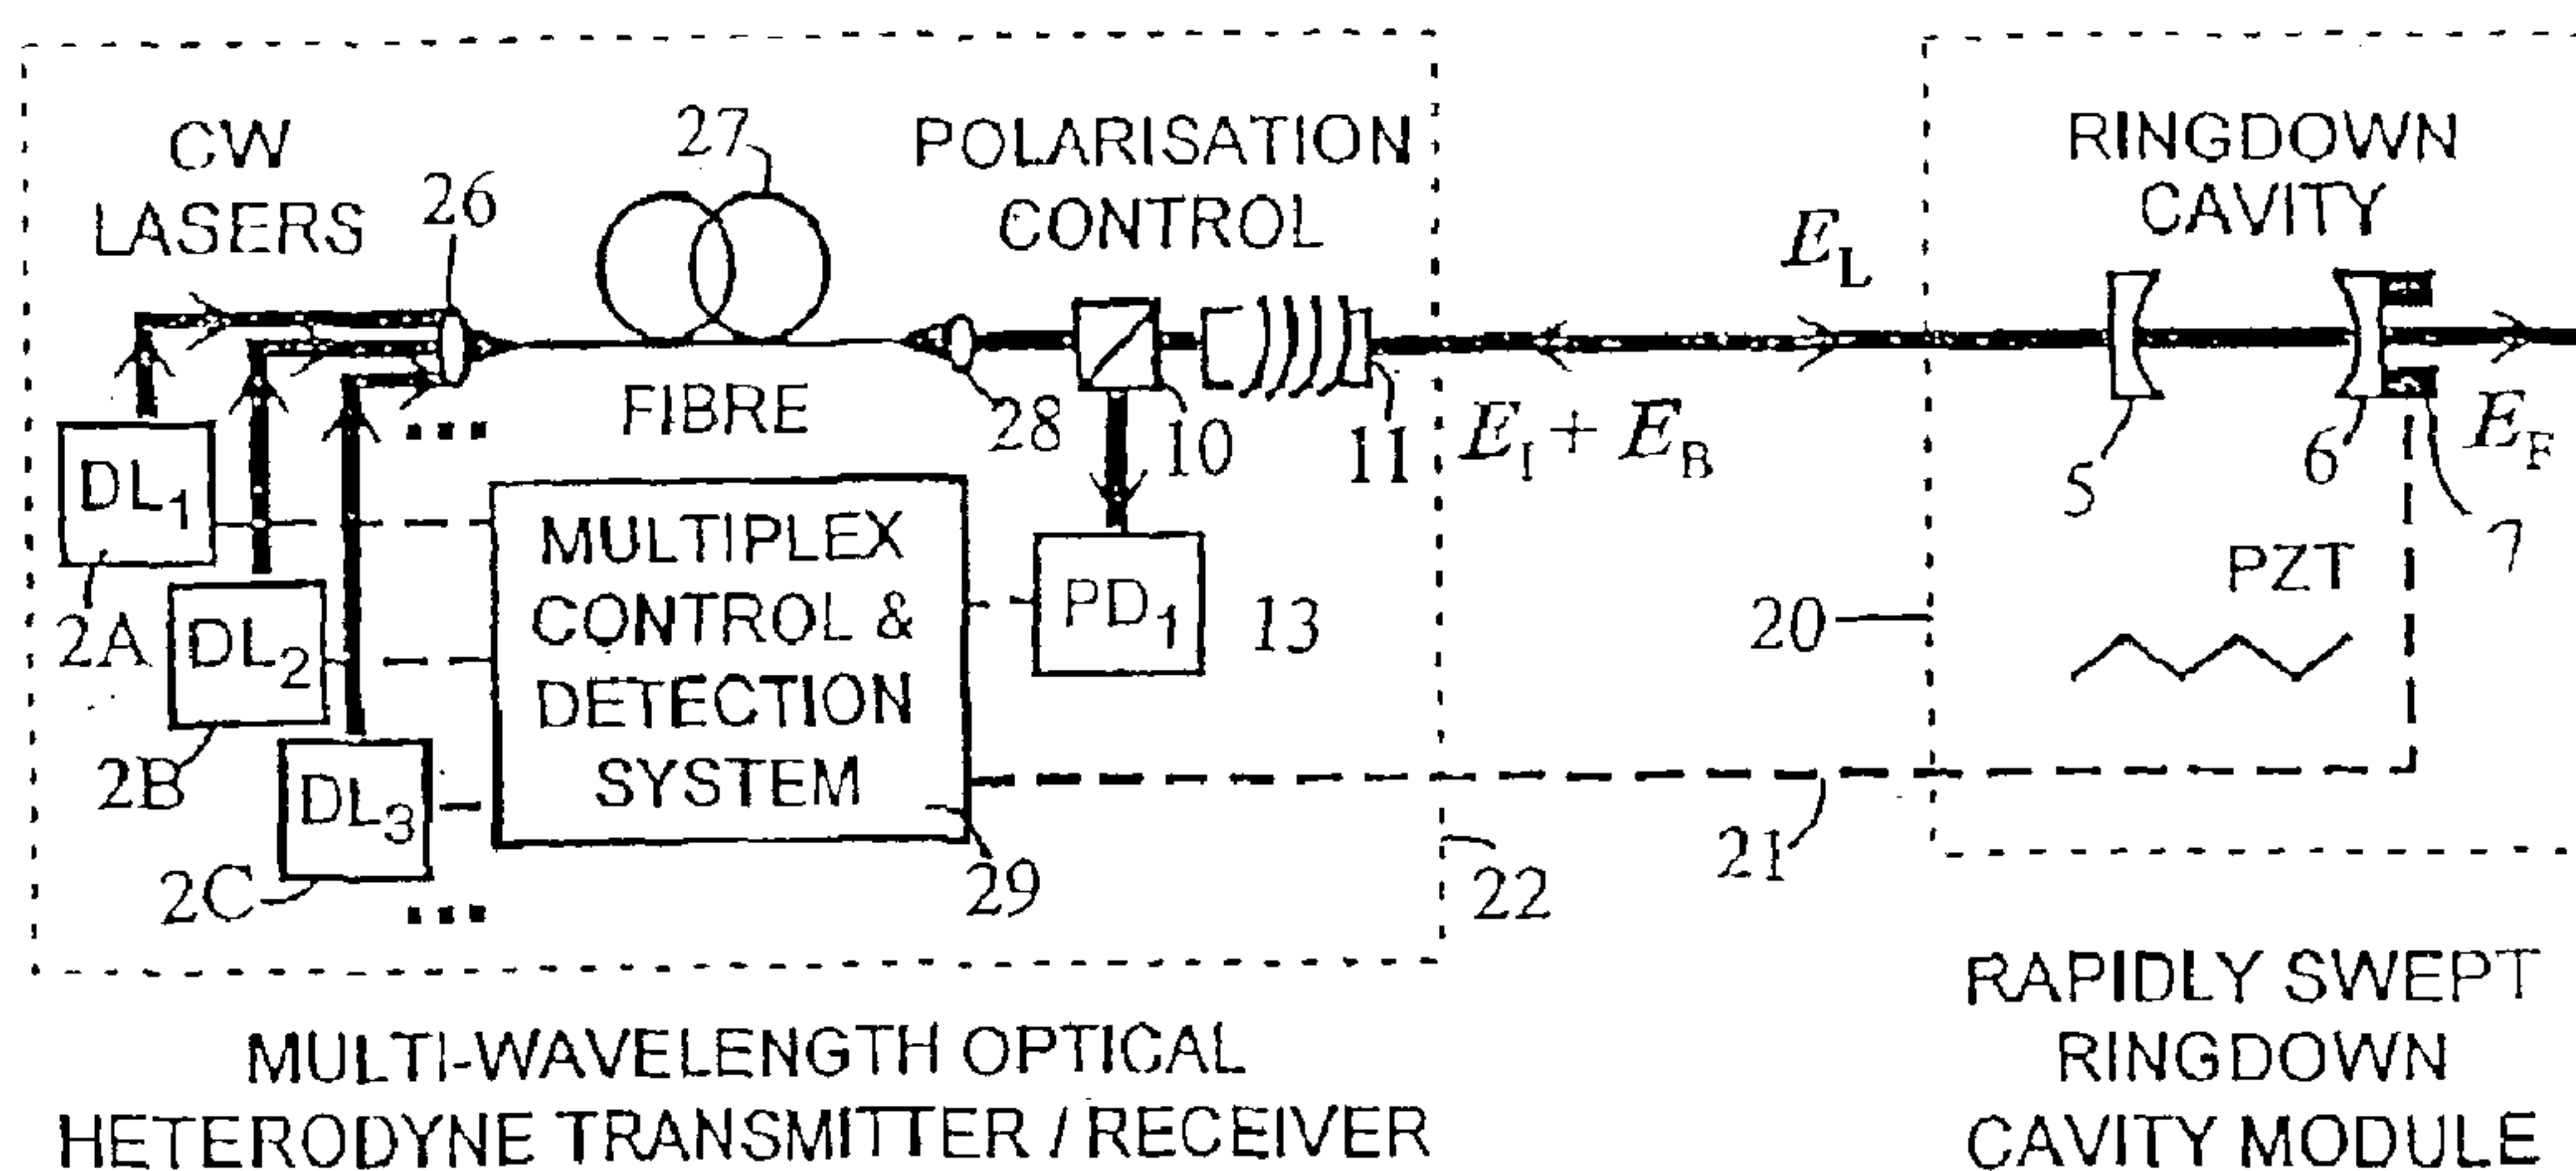 CW
LASERS
26
27
POLARISATION
CONTROL
RINGDOWN
CAVITY
E_L
FIBRE
28
10
11
E_I + E_B
5
6
7
E_F
...
DL1
2A
DL2
2B
DL3
2C
...
MULTIPLEX
CONTROL &
DETECTION
SYSTEM
29
PD1
13
PZT
20
21
22
MULTI-WAVELENGTH OPTICAL
HETERODYNE TRANSMITTER / RECEIVER
RAPIDLY SWEPT
RINGDOWN
CAVITY MODULE